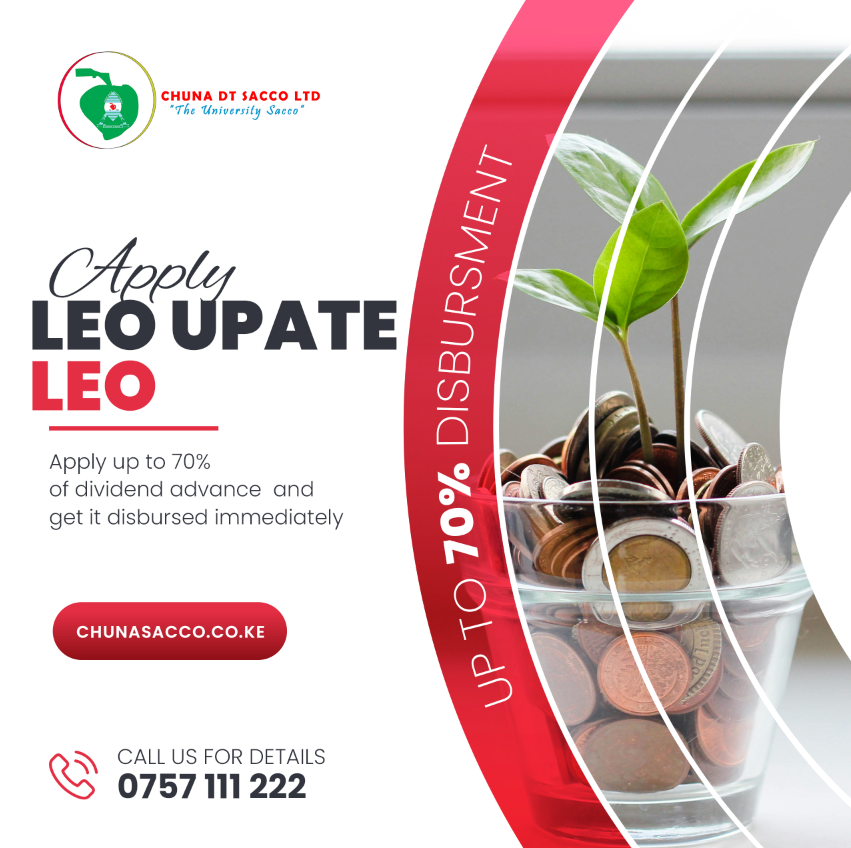 CHUNA DT SACCO LTD
"The University Sacco"
Apply
LEO UPATE
LEO
Apply up to 70%
of dividend advance and
get it disbursed immediately
CHUNASACCO.CO.KE
CALL US FOR DETAILS
0757 111 222
UP TO 70% DISBURSMENT